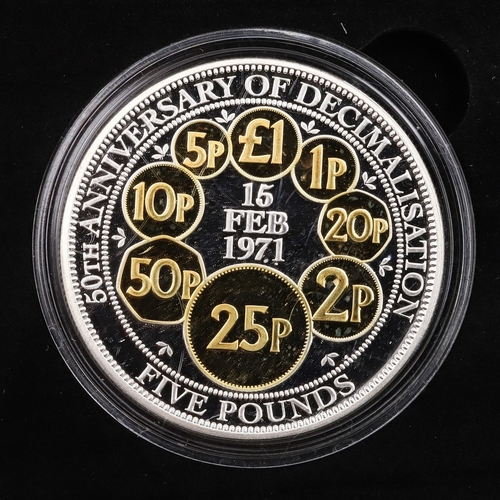 50TH ANNIVERSARY OF DECIMALISATION
5P
£1
1P
10P
20P
50P
2P
25P
15
FEB
1971
FIVE POUNDS